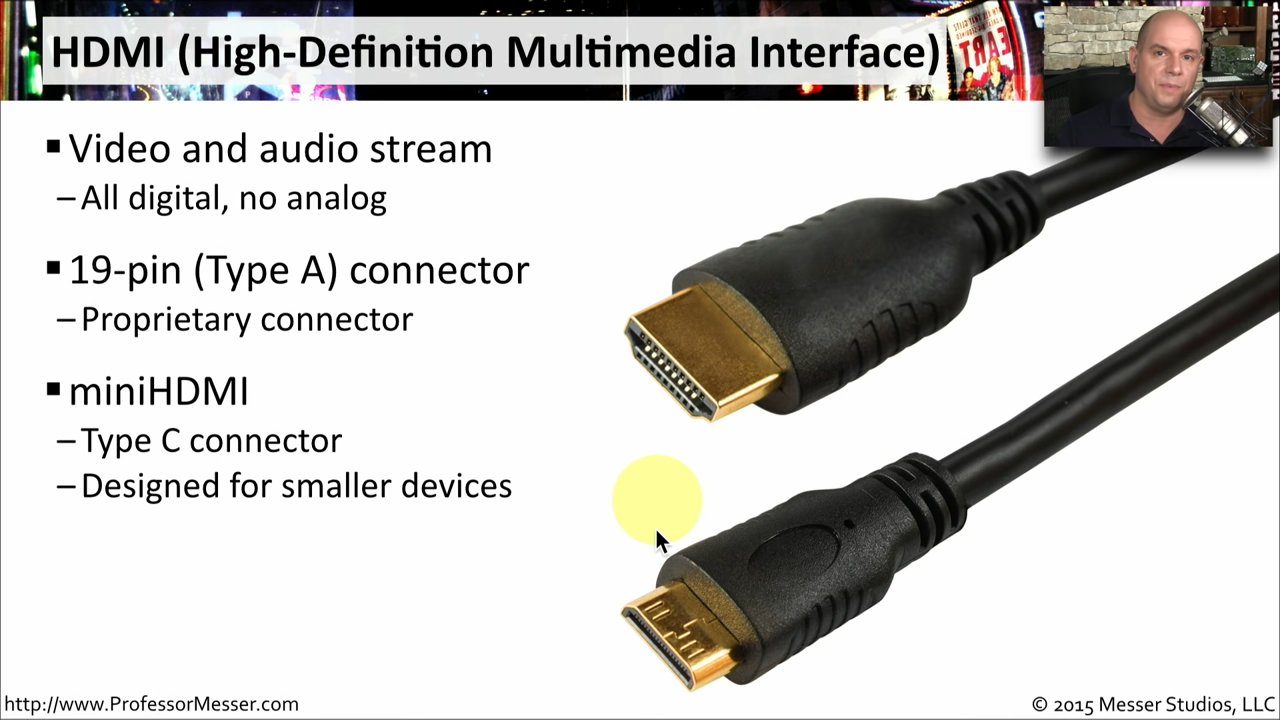 HDMI (High-Definition Multimedia Interface)
▪ Video and audio stream
– All digital, no analog
▪ 19-pin (Type A) connector
– Proprietary connector
▪ miniHDMI
– Type C connector
– Designed for smaller devices
http://www.ProfessorMesser.com
© 2015 Messer Studios, LLC